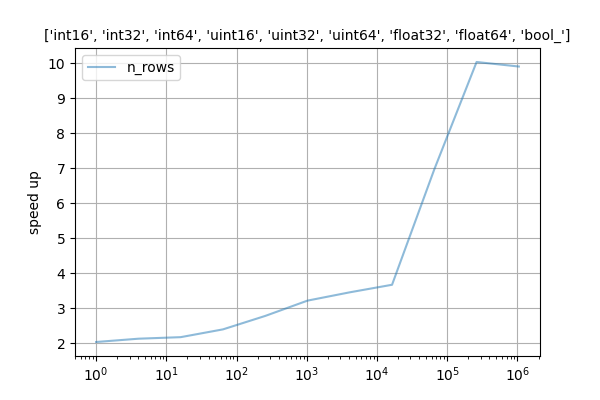 ['int16', 'int32', 'int64', 'uint16', 'uint32', 'uint64', 'float32', 'float64', 'bool_']
n_rows
speed up
10
9
8
7
6
5
4
3
2
10⁰ 10¹ 10² 10³ 10⁴ 10⁵ 10⁶